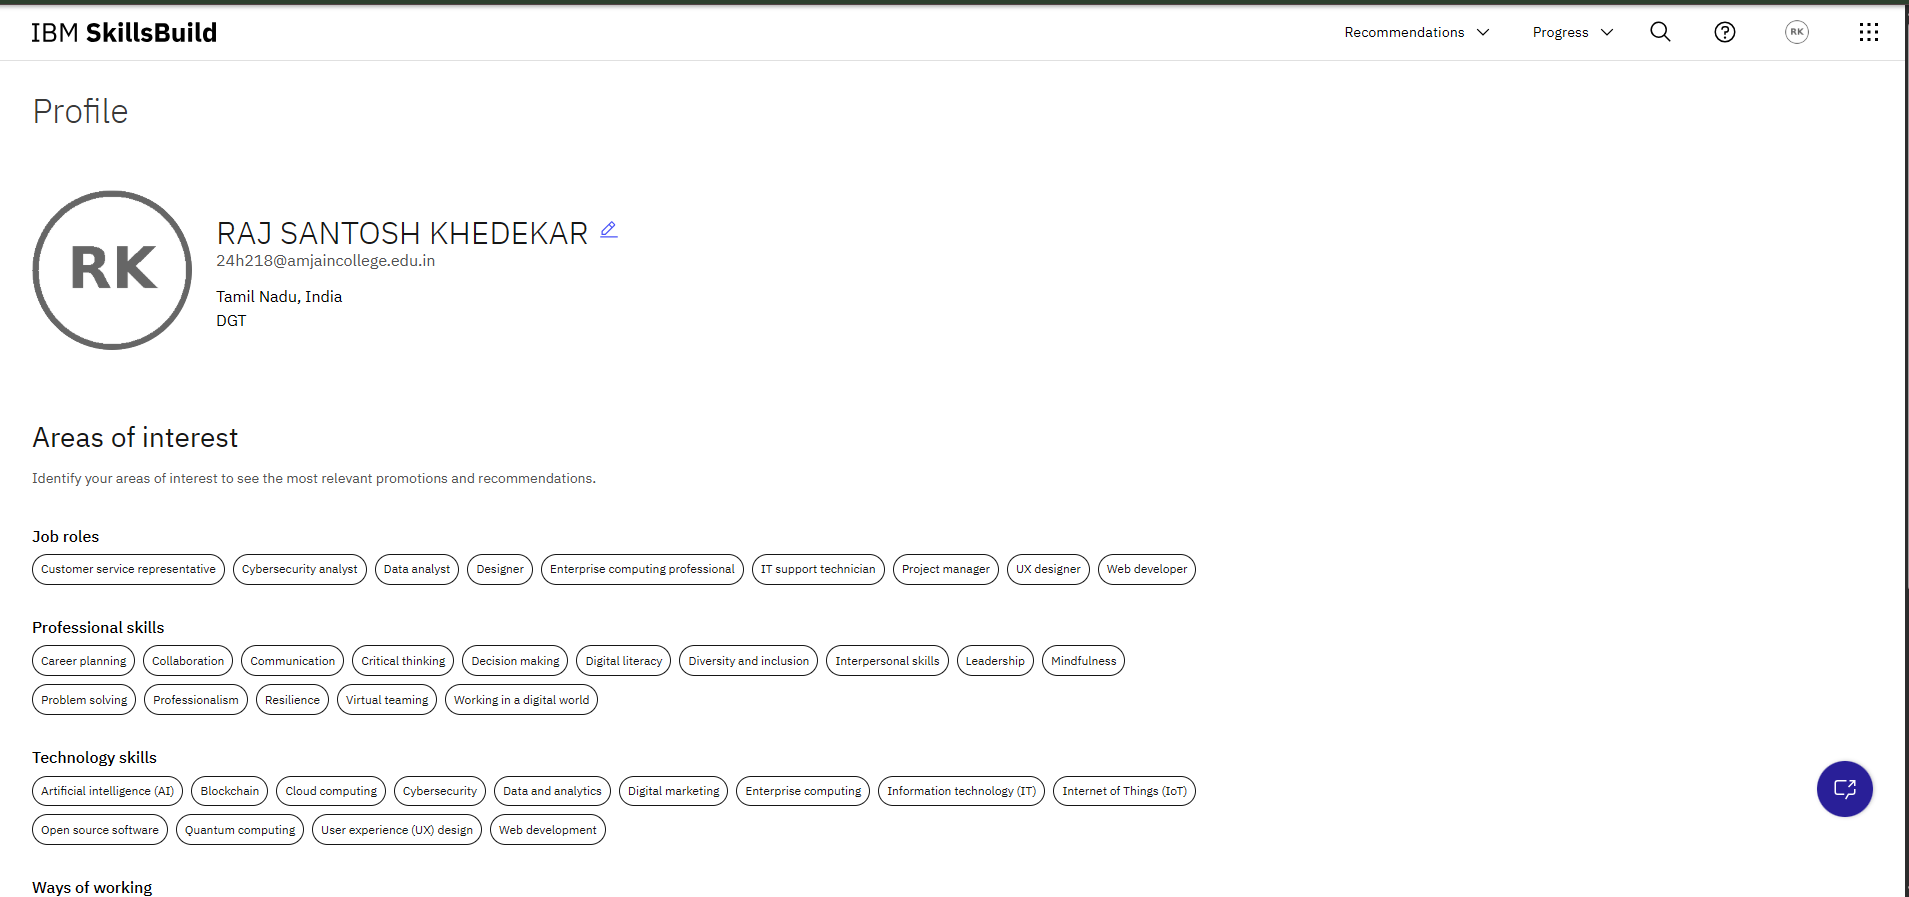 IBM SkillsBuild Recommendations Progress RK
Profile
RK
RAJ SANTOSH KHEDEKAR
24h218@amjaincollege.edu.in
Tamil Nadu, India
DGT
Areas of interest
Identify your areas of interest to see the most relevant promotions and recommendations.
Job roles
Customer service representative Cybersecurity analyst Data analyst Designer Enterprise computing professional IT support technician Project manager UX designer Web developer
Professional skills
Career planning Collaboration Communication Critical thinking Decision making Digital literacy Diversity and inclusion Interpersonal skills Leadership Mindfulness
Problem solving Professionalism Resilience Virtual teaming Working in a digital world
Technology skills
Artificial intelligence (AI) Blockchain Cloud computing Cybersecurity Data and analytics Digital marketing Enterprise computing Information technology (IT) Internet of Things (IoT)
Open source software Quantum computing User experience (UX) design Web development
Ways of working